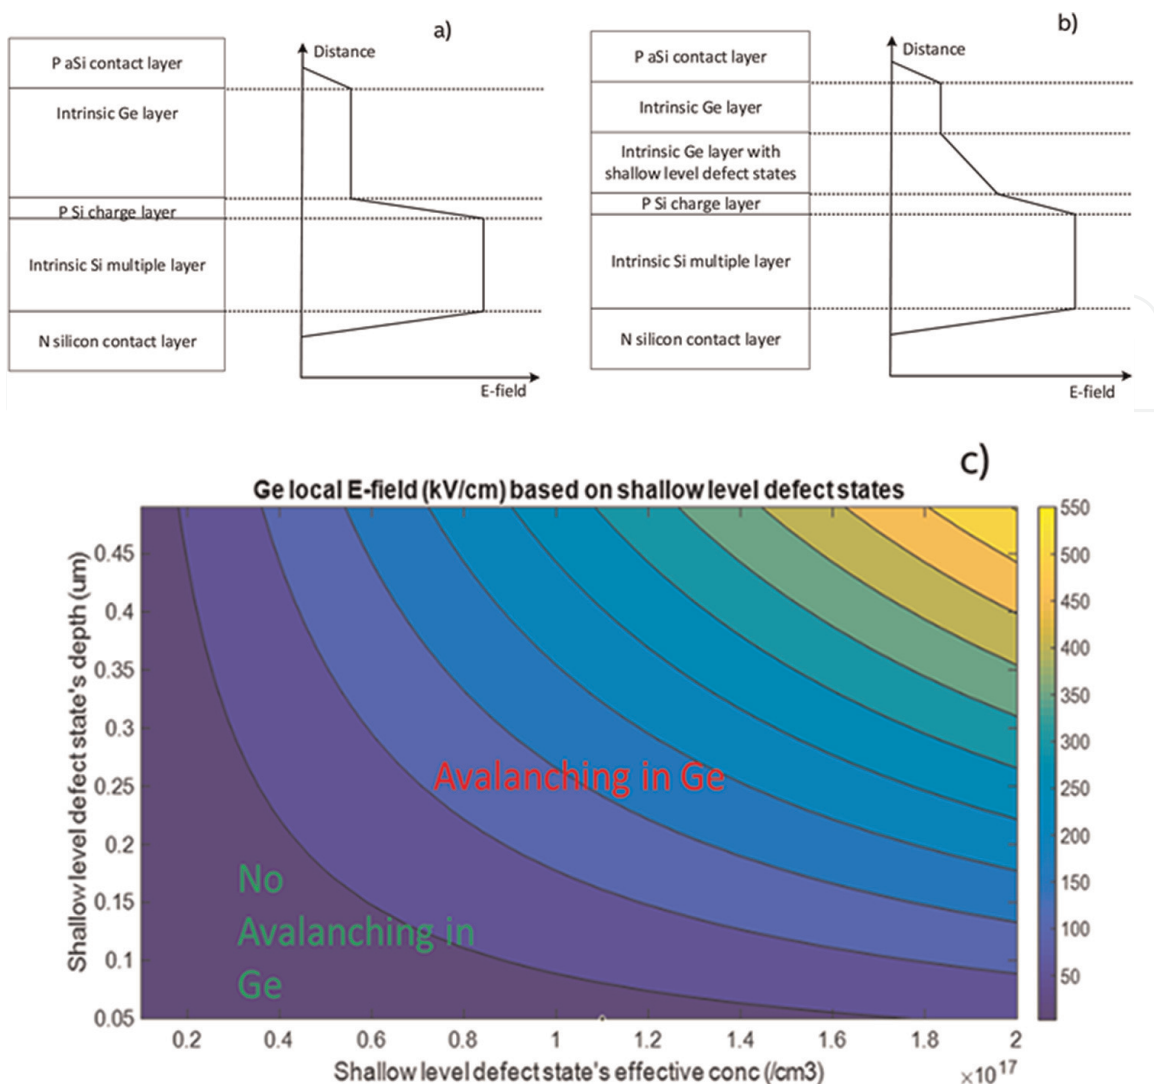 a)
P aSi contact layer
Intrinsic Ge layer
P Si charge layer
Intrinsic Si multiple layer
N silicon contact layer
Distance
E-field
b)
P aSi contact layer
Intrinsic Ge layer
Intrinsic Ge layer with
shallow level defect states
P Si charge layer
Intrinsic Si multiple layer
N silicon contact layer
Distance
E-field
c)
Ge local E-field (kV/cm) based on shallow level defect states
Shallow level defect state's depth (um)
0.45
0.4
0.35
0.3
0.25
0.2
0.15
0.1
0.05
Avalanching in Ge
No
Avalanching in
Ge
0.2
0.4
0.6
0.8
1
1.2
1.4
1.6
1.8
2
×10^17
Shallow level defect state's effective conc (/cm3)
550
500
450
400
350
300
250
200
150
100
50